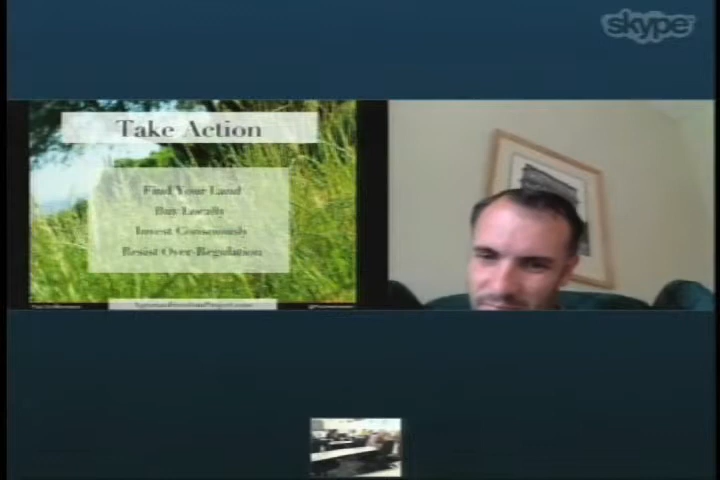 skype
Take Action
Find Your Land
Buy Locally
Invest Consciously
Resist Over-Regulation